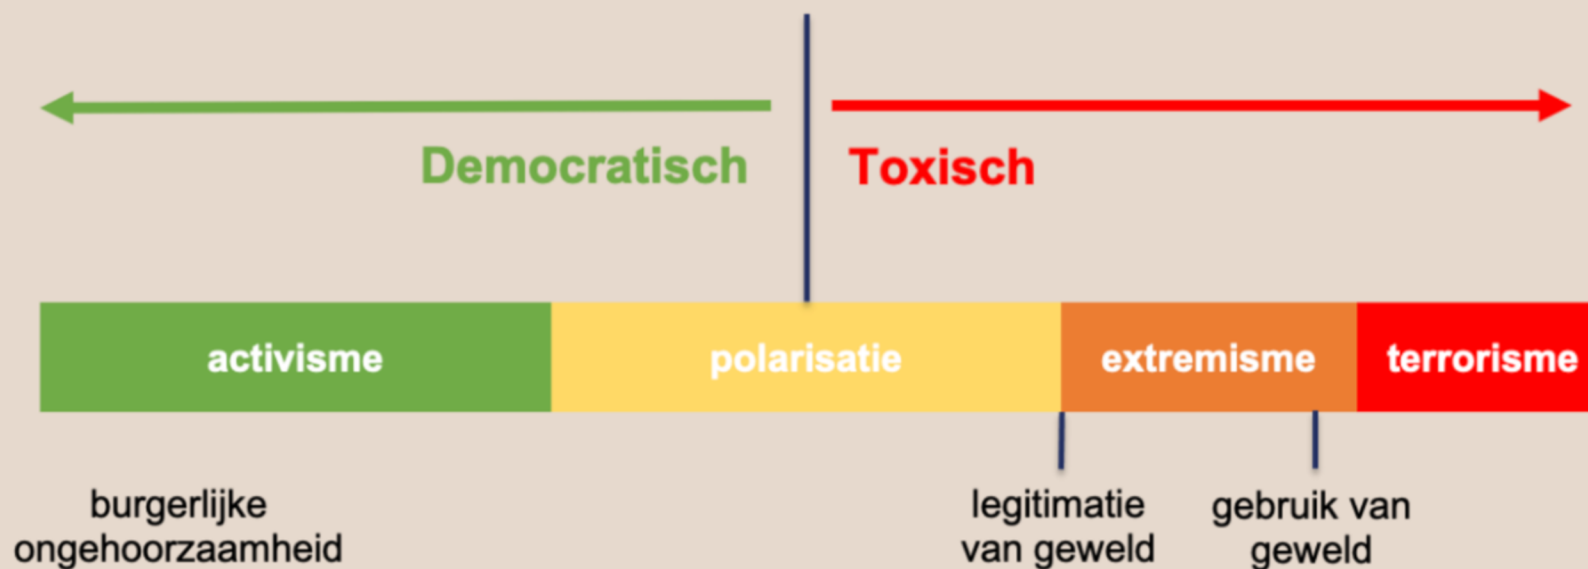 Democratisch
Toxisch
activisme
polarisatie
extremisme
terrorisme
burgerlijke
ongehoorzaamheid
legitimatie
van geweld
gebruik van
geweld